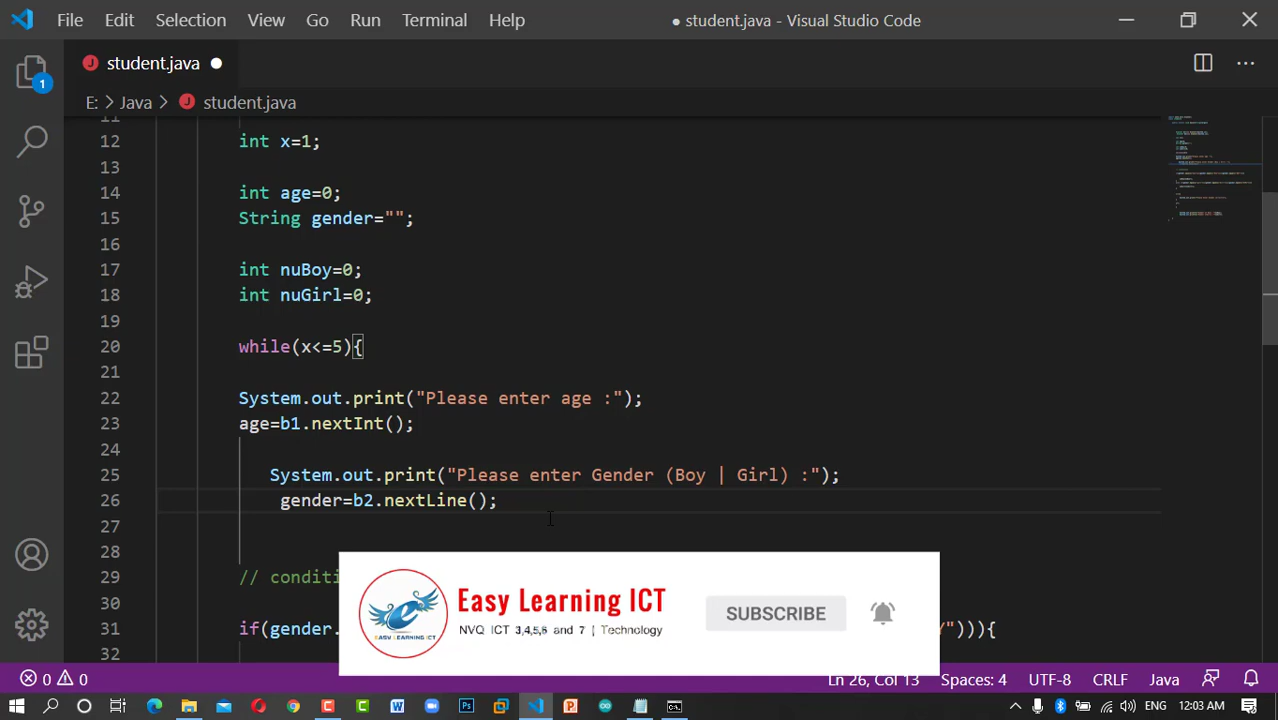 File Edit Selection View Go Run Terminal Help ● student.java - Visual Studio Code
student.java
E: > Java > student.java
1
11
12 int x=1;
13
14 int age=0;
15 String gender="";
16
17 int nuBoy=0;
18 int nuGirl=0;
19
20 while(x<=5){
21
22 System.out.print("Please enter age :");
23 age=b1.nextInt();
24
25 System.out.print("Please enter Gender (Boy | Girl) :");
26 gender=b2.nextLine();
27
28
29 // conditi
30
31 if(gender. "))){
32
Easy Learning ICT
NVQ ICT 3,4,5,6 and 7 | Technology
EASY LEARNING ICT
SUBSCRIBE
0 0 Ln 26, Col 13 Spaces: 4 UTF-8 CRLF Java
ENG 12:03 AM